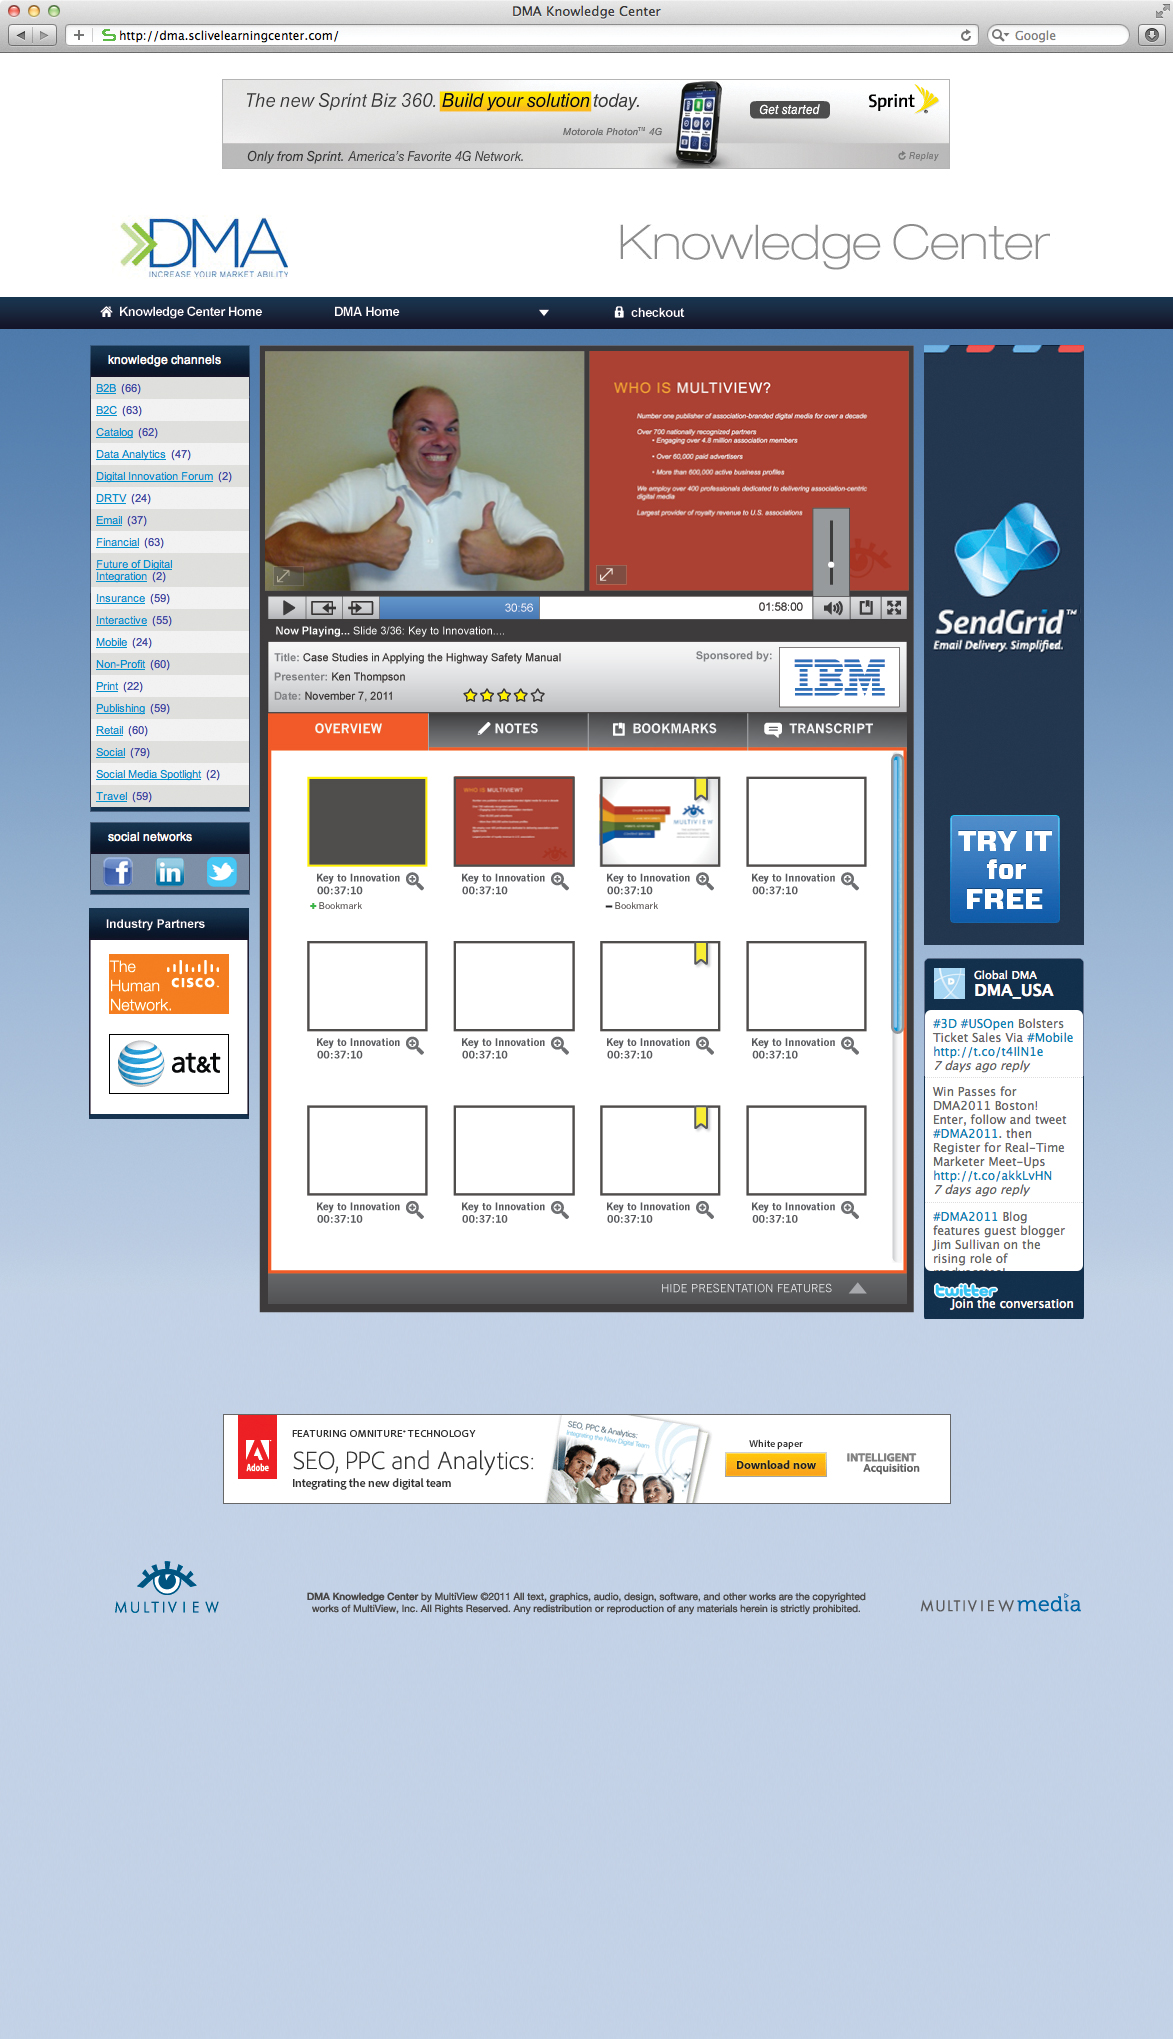 DMA Knowledge Center
http://dma.sclivelearningcenter.com/
Google
The new Sprint Biz 360. Build your solution today.
Get started
Sprint
Motorola Photon™ 4G
Only from Sprint. America's Favorite 4G Network.
Replay
DMA
INCREASE YOUR MARKET ABILITY
Knowledge Center
Knowledge Center Home
DMA Home
checkout
knowledge channels
B2B (66)
B2C (63)
Catalog (62)
Data Analytics (47)
Digital Innovation Forum (2)
DRTV (24)
Email (37)
Financial (63)
Future of Digital
Integration (2)
Insurance (59)
Interactive (55)
Mobile (24)
Non-Profit (60)
Print (22)
Publishing (59)
Retail (60)
Social (79)
Social Media Spotlight (2)
Travel (59)
social networks
Industry Partners
The
Human
Network.
CISCO.
at&t
WHO IS MULTIVIEW?
Number one publisher of association-branded digital media for over a decade
Over 700 nationally recognized partners
• Engaging over 4.8 million association members
• Over 60,000 paid advertisers
• More than 600,000 active business profiles
We employ over 400 professionals dedicated to delivering association-centric
digital media
Largest provider of royalty revenue to U.S. associations
30:56
01:58:00
Now Playing... Slide 3/36: Key to Innovation....
Title: Case Studies in Applying the Highway Safety Manual
Presenter: Ken Thompson
Date: November 7, 2011
Sponsored by:
IBM
OVERVIEW
NOTES
BOOKMARKS
TRANSCRIPT
WHO IS MULTIVIEW?
MULTIVIEW
Key to Innovation
00:37:10
+ Bookmark
Key to Innovation
00:37:10
Key to Innovation
00:37:10
– Bookmark
Key to Innovation
00:37:10
Key to Innovation
00:37:10
Key to Innovation
00:37:10
Key to Innovation
00:37:10
Key to Innovation
00:37:10
Key to Innovation
00:37:10
Key to Innovation
00:37:10
Key to Innovation
00:37:10
Key to Innovation
00:37:10
HIDE PRESENTATION FEATURES
SendGrid™
Email Delivery. Simplified.
TRY IT
for
FREE
Global DMA
DMA_USA
#3D #USOpen Bolsters
Ticket Sales Via #Mobile
http://t.co/t4IlN1e
7 days ago reply
Win Passes for
DMA2011 Boston!
Enter, follow and tweet
#DMA2011. then
Register for Real-Time
Marketer Meet-Ups
http://t.co/akkLvHN
7 days ago reply
#DMA2011 Blog
features guest blogger
Jim Sullivan on the
rising role of
twitter
Join the conversation
Adobe
FEATURING OMNITURE® TECHNOLOGY
SEO, PPC and Analytics:
Integrating the new digital team
SEO, PPC & Analytics:
Integrating the New Digital Team
White paper
Download now
INTELLIGENT
Acquisition
MULTIVIEW
DMA Knowledge Center by MultiView ©2011 All text, graphics, audio, design, software, and other works are the copyrighted
works of MultiView, Inc. All Rights Reserved. Any redistribution or reproduction of any materials herein is strictly prohibited.
MULTIVIEWmedia